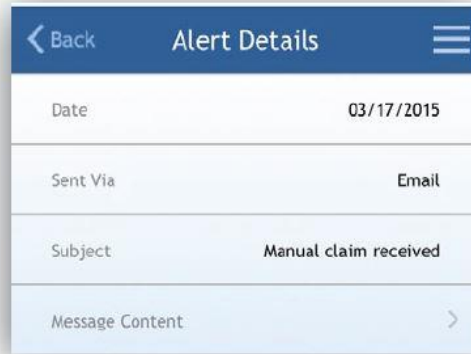 Back Alert Details
Date 03/17/2015
Sent Via Email
Subject Manual claim received
Message Content